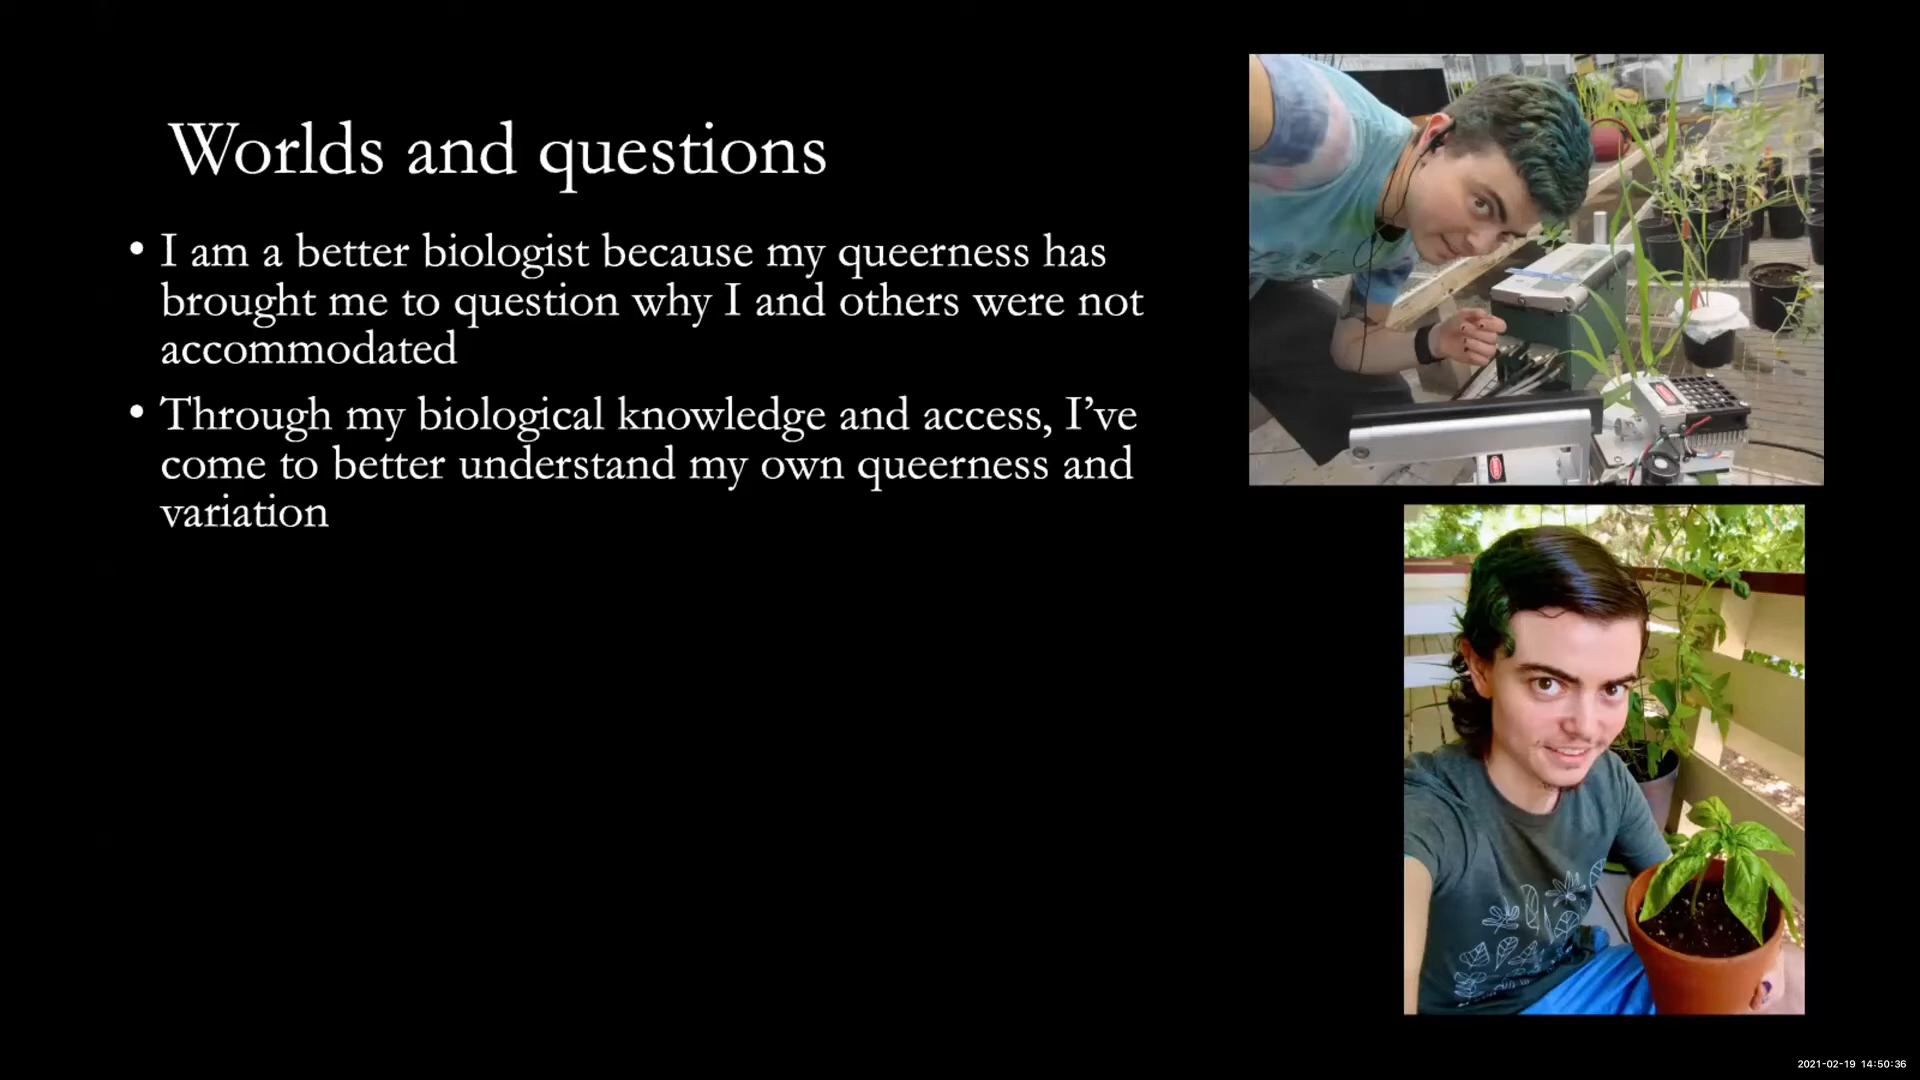 Worlds and questions
• I am a better biologist because my queerness has
brought me to question why I and others were not
accommodated
• Through my biological knowledge and access, I’ve
come to better understand my own queerness and
variation
2021-02-19 14:50:36